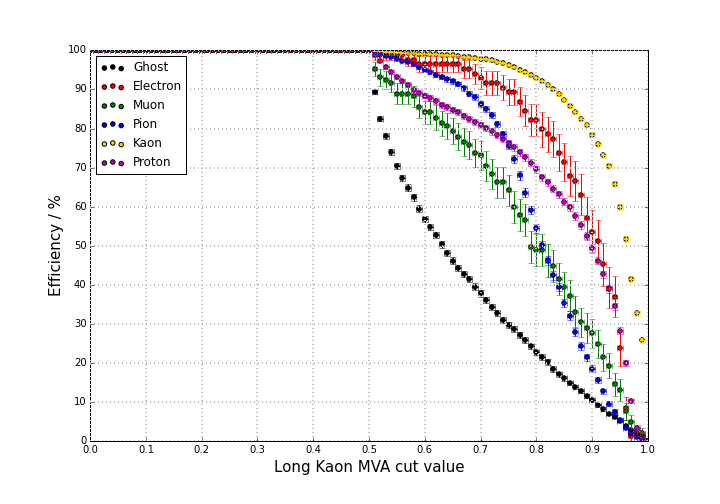 100
90
80
70
60
50
40
30
20
10
0
Efficiency / %
Ghost
Electron
Muon
Pion
Kaon
Proton
0.0 0.1 0.2 0.3 0.4 0.5 0.6 0.7 0.8 0.9 1.0
Long Kaon MVA cut value